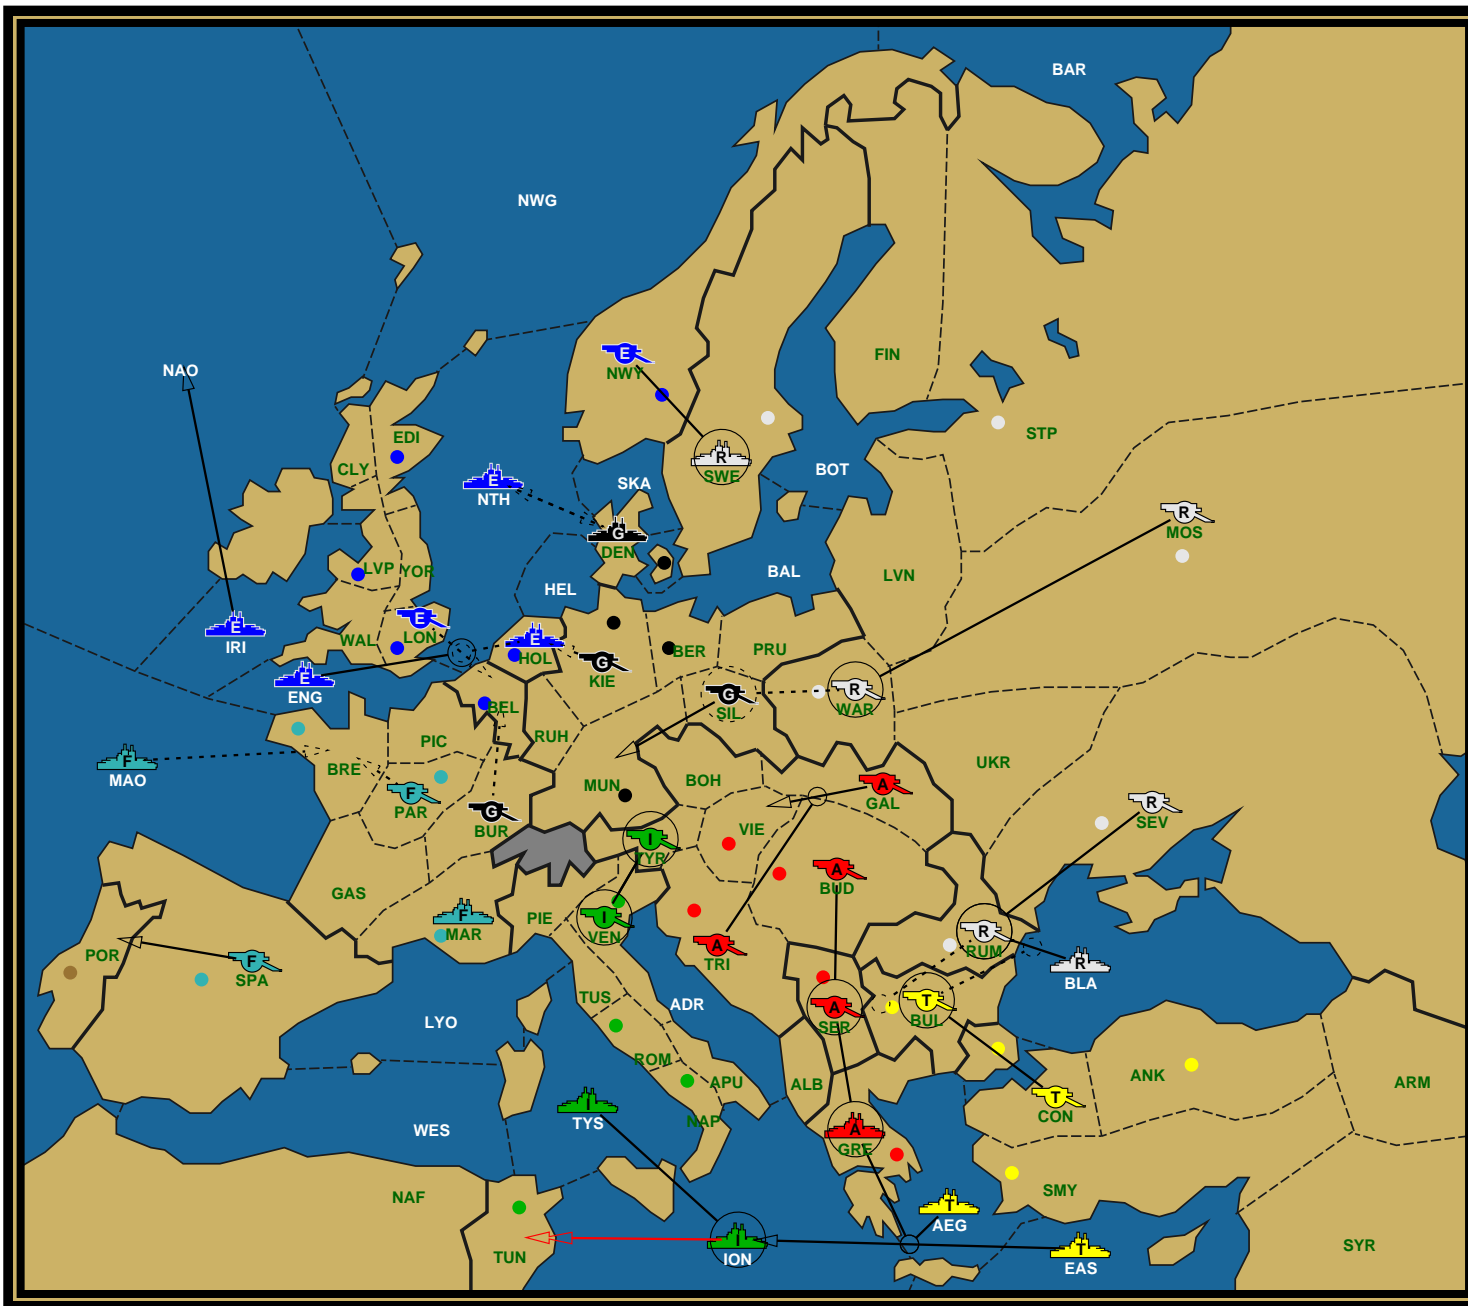 BAR
NWG
E
NWY
FIN
NAO
EDI
CLY
STP
R
SWE
SKA
BOT
E
NTH
R
MOS
G
DEN
LVP
YOR
HEL
BAL
LVN
E
IRI
E
LON
WAL
E
HOL
G
KIE
BER
PRU
E
ENG
BEL
G
SIL
R
WAR
RUH
PIC
F
MAO
BRE
F
PAR
G
BUR
MUN
BOH
A
GAL
UKR
R
SEV
VIE
I
TYR
A
BUD
GAS
F
MAR
PIE
I
VEN
A
TRI
R
RUM
POR
F
SPA
R
BLA
TUS
ADR
A
SER
T
BUL
LYO
ROM
APU
ALB
ANK
ARM
T
CON
I
TYS
WES
NAP
A
GRE
NAF
SMY
T
AEG
TUN
I
ION
T
EAS
SYR